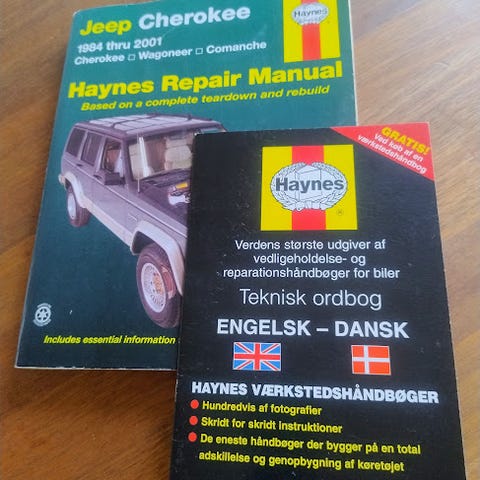 Jeep Cherokee
Haynes
1984 thru 2001
Cherokee □ Wagoneer □ Comanche
Haynes Repair Manual
Based on a complete teardown and rebuild
Includes essential information
GRATIS!
Ved køb af en
værkstedshåndbog
Haynes
®
Verdens største udgiver af
vedligeholdelse- og
reparationshåndbøger for biler
Teknisk ordbog
ENGELSK – DANSK
HAYNES VÆRKSTEDSHÅNDBØGER
● Hundredvis af fotografier
● Skridt for skridt instruktioner
● De eneste håndbøger der bygger på en total
adskillelse og genopbygning af køretøjet